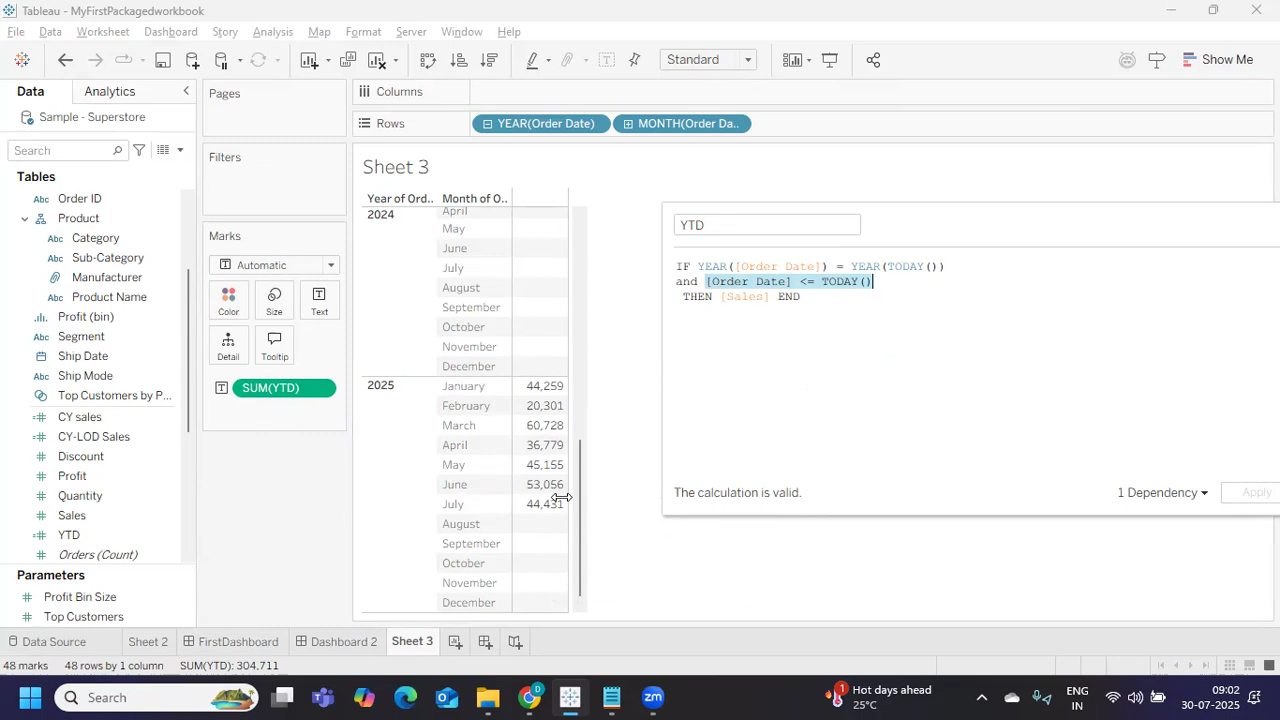 Tableau - MyFirstPackagedworkbook
File Data Worksheet Dashboard Story Analysis Map Format Server Window Help
Standard
Show Me
Data Analytics
Sample - Superstore
Search
Tables
Abc Order ID
Product
Abc Category
Abc Sub-Category
Manufacturer
Abc Product Name
Profit (bin)
Abc Segment
Ship Date
Abc Ship Mode
Top Customers by P...
CY sales
CY-LOD Sales
Discount
Profit
Quantity
Sales
YTD
Orders (Count)
Parameters
Profit Bin Size
Top Customers
Pages
Filters
Marks
Automatic
Color Size Text
Detail Tooltip
SUM(YTD)
Columns
Rows YEAR(Order Date) MONTH(Order Da..
Sheet 3
Year of Ord.. Month of O..
2024 April
May
June
July
August
September
October
November
December
2025 January 44,259
February 20,301
March 60,728
April 36,779
May 45,155
June 53,056
July 44,431
August
September
October
November
December
YTD
IF YEAR([Order Date]) = YEAR(TODAY())
and [Order Date] <= TODAY()
THEN [Sales] END
The calculation is valid. 1 Dependency Apply
Data Source Sheet 2 FirstDashboard Dashboard 2 Sheet 3
48 marks 48 rows by 1 column SUM(YTD): 304,711
Search
zm
1
Hot days ahead
25°C
ENG
IN
09:02
30-07-2025